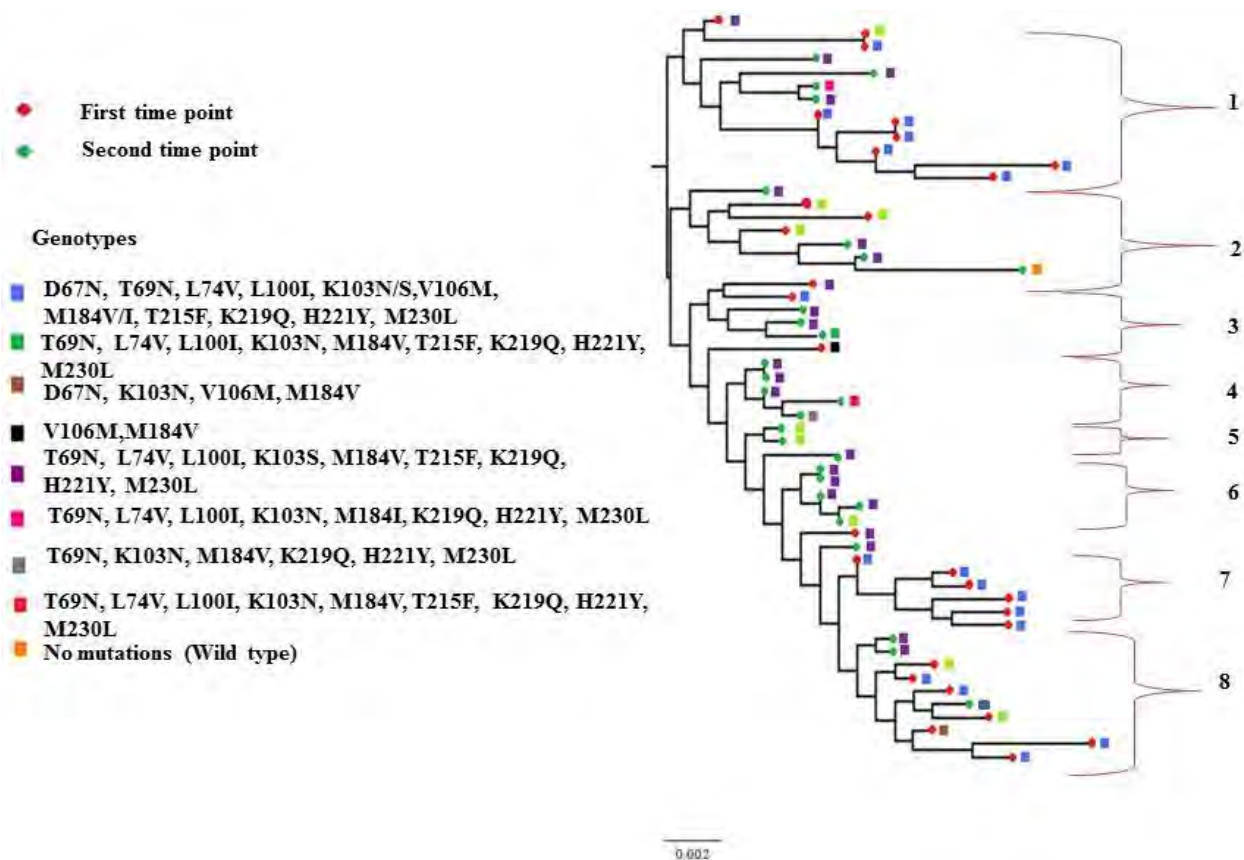 First time point
Second time point
Genotypes
D67N, T69N, L74V, L100I, K103N/S,V106M,
M184V/I, T215F, K219Q, H221Y, M230L
T69N, L74V, L100I, K103N, M184V, T215F, K219Q, H221Y,
M230L
D67N, K103N, V106M, M184V
V106M,M184V
T69N, L74V, L100I, K103S, M184V, T215F, K219Q,
H221Y, M230L
T69N, L74V, L100I, K103N, M184I, K219Q, H221Y, M230L
T69N, K103N, M184V, K219Q, H221Y, M230L
T69N, L74V, L100I, K103N, M184V, T215F, K219Q, H221Y,
M230L
No mutations (Wild type)
1
2
3
4
5
6
7
8
0.002